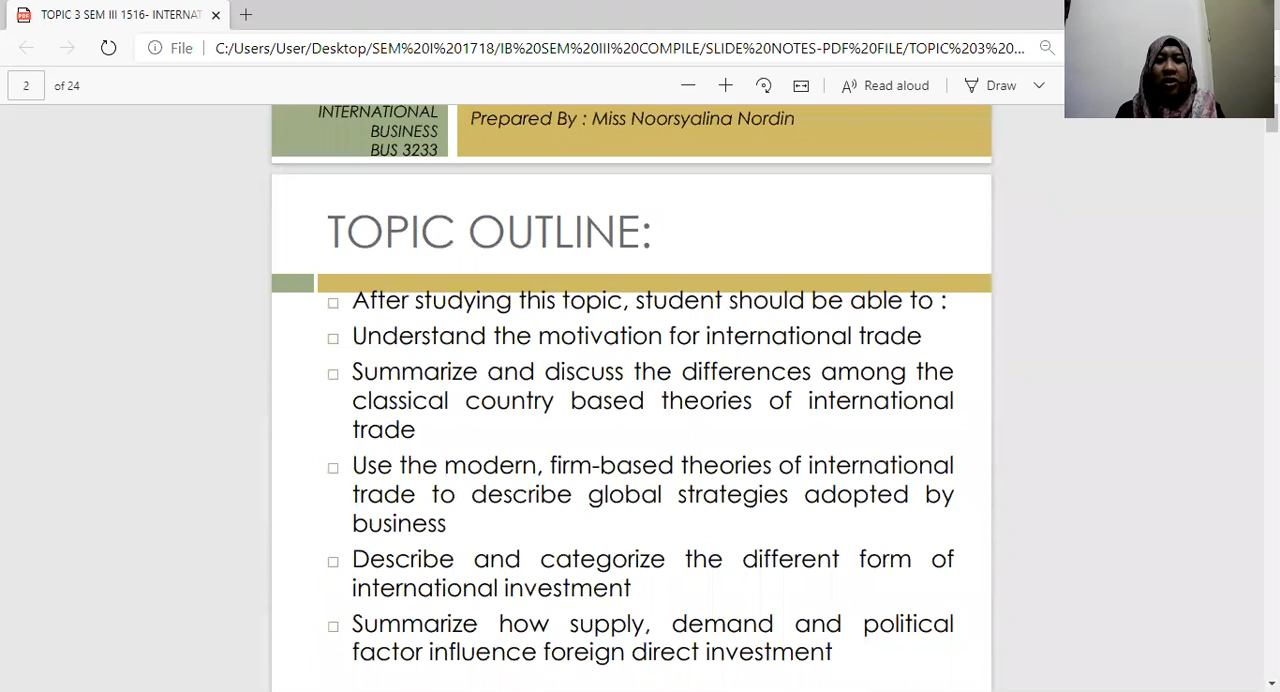 TOPIC 3 SEM III 1516- INTERNAT
File
C:/Users/User/Desktop/SEM%20I%201718/IB%20SEM%20III%20COMPILE/SLIDE%20NOTES-PDF%20FILE/TOPIC%203%20...
2
of 24
Read aloud
Draw
INTERNATIONAL
BUSINESS
BUS 3233
Prepared By : Miss Noorsyalina Nordin
TOPIC OUTLINE:
After studying this topic, student should be able to :
Understand the motivation for international trade
Summarize and discuss the differences among the
classical country based theories of international
trade
Use the modern, firm-based theories of international
trade to describe global strategies adopted by
business
Describe and categorize the different form of
international investment
Summarize how supply, demand and political
factor influence foreign direct investment